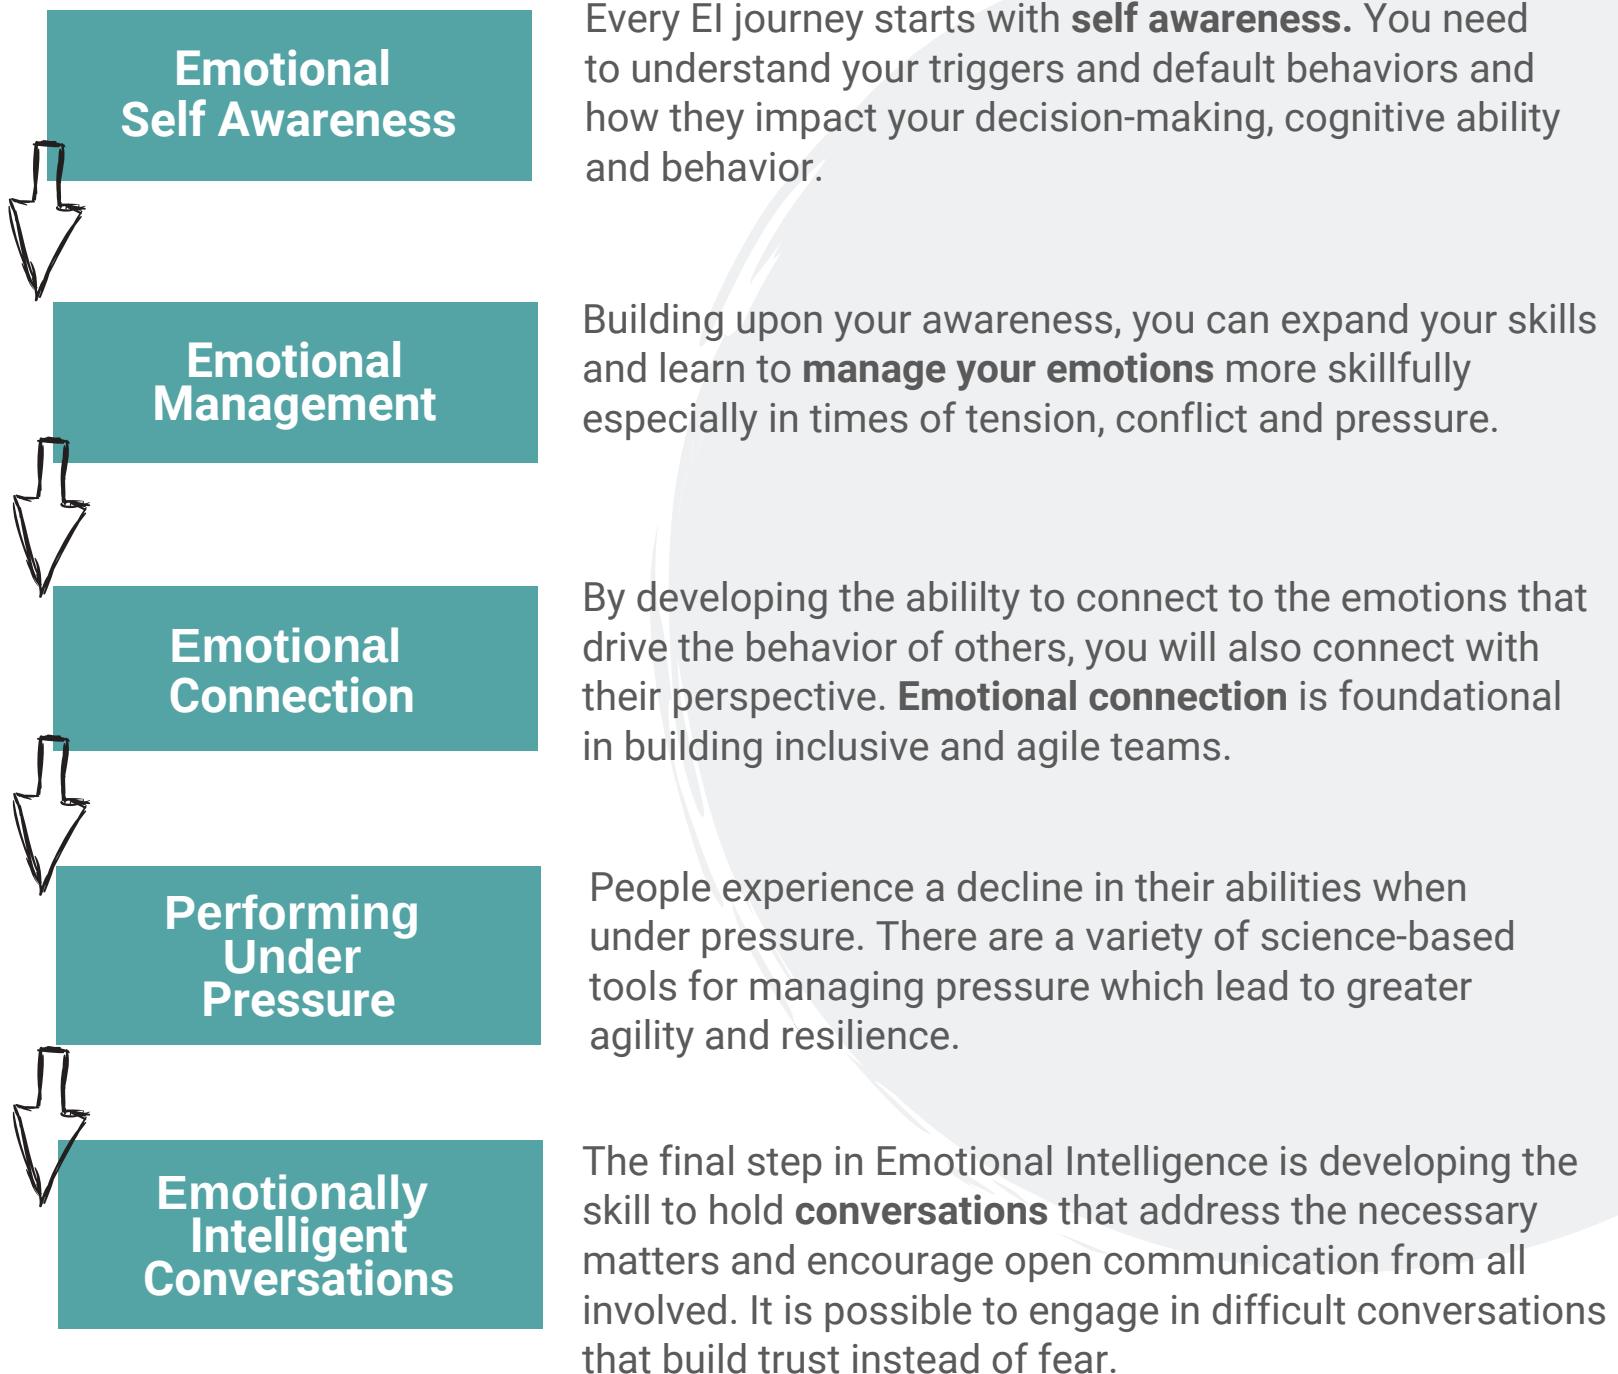 Emotional
Self Awareness
Every EI journey starts with self awareness. You need
to understand your triggers and default behaviors and
how they impact your decision-making, cognitive ability
and behavior.
Emotional
Management
Building upon your awareness, you can expand your skills
and learn to manage your emotions more skillfully
especially in times of tension, conflict and pressure.
Emotional
Connection
By developing the abililty to connect to the emotions that
drive the behavior of others, you will also connect with
their perspective. Emotional connection is foundational
in building inclusive and agile teams.
Performing
Under
Pressure
People experience a decline in their abilities when
under pressure. There are a variety of science-based
tools for managing pressure which lead to greater
agility and resilience.
Emotionally
Intelligent
Conversations
The final step in Emotional Intelligence is developing the
skill to hold conversations that address the necessary
matters and encourage open communication from all
involved. It is possible to engage in difficult conversations
that build trust instead of fear.